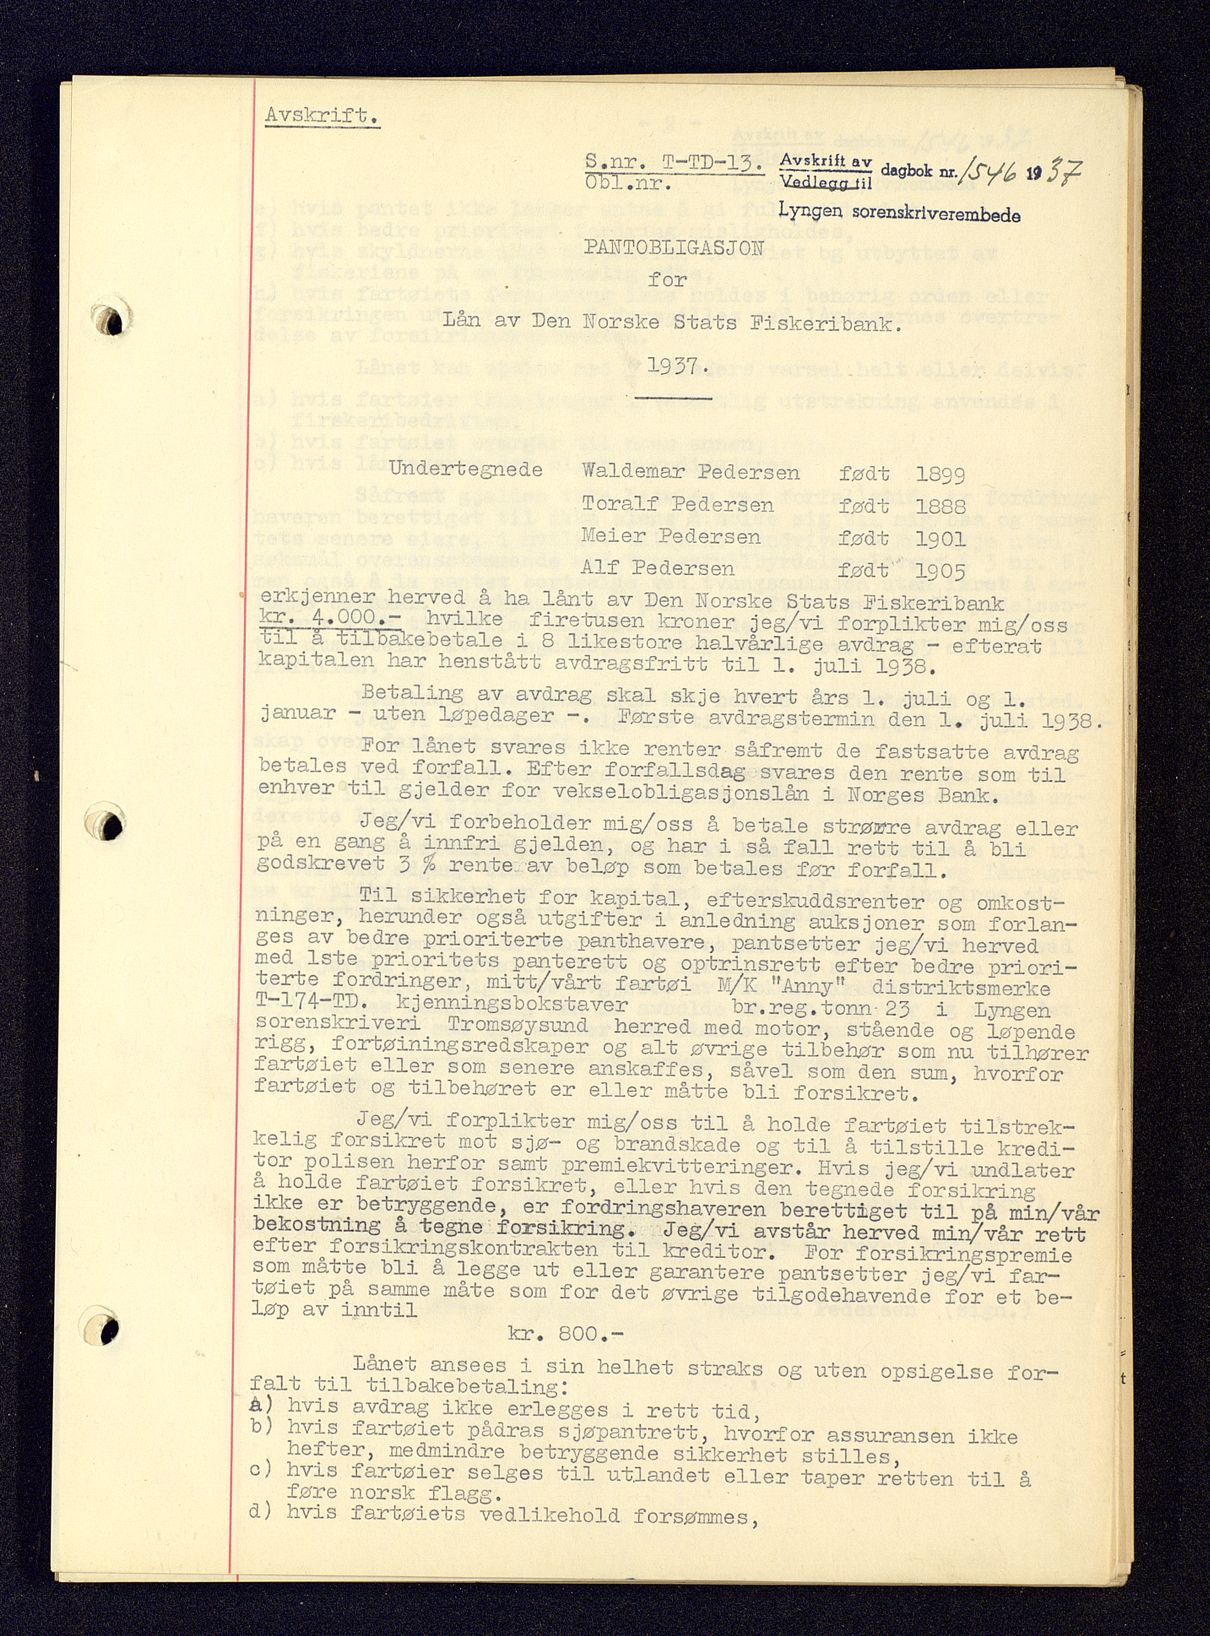 Avskrift.
S.nr. T-TD-13.
Obl.nr.
Avskrift av
Vedlegg til
dagbok nr. 1546 1937
Lyngen sorenskriverembede
PANTOBLIGASJON
for
Lån av Den Norske Stats Fiskeribank.
1937.
Undertegnede Waldemar Pedersen født 1899
Toralf Pedersen født 1888
Meier Pedersen født 1901
Alf Pedersen født 1905
erkjenner herved å ha lånt av Den Norske Stats Fiskeribank
kr. 4.000.- hvilke firetusen kroner jeg/vi forplikter mig/oss
til å tilbakebetale i 8 likestore halvårlige avdrag - efterat
kapitalen har henstått avdragsfritt til 1. juli 1938.
Betaling av avdrag skal skje hvert års 1. juli og 1.
januar - uten løpedager -. Første avdragstermin den 1. juli 1938.
For lånet svares ikke renter såfremt de fastsatte avdrag
betales ved forfall. Efter forfallsdag svares den rente som til
enhver til gjelder for vekselobligasjonslån i Norges Bank.
Jeg/vi forbeholder mig/oss å betale større avdrag eller
på en gang å innfri gjelden, og har i så fall rett til å bli
godskrevet 3 % rente av beløp som betales før forfall.
Til sikkerhet for kapital, efterskuddsrenter og omkost-
ninger, herunder også utgifter i anledning auksjoner som forlan-
ges av bedre prioriterte panthavere, pantsetter jeg/vi herved
med 1ste prioritets panterett og optrinsrett efter bedre priori-
terte fordringer, mitt/vårt fartøi M/K "Anny" distriktsmerke
T-174-TD. kjenningsbokstaver br.reg.tonn 23 i Lyngen
sorenskriveri Tromsøysund herred med motor, stående og løpende
rigg, fortøiningsredskaper og alt øvrige tilbehør som nu tilhører
fartøiet eller som senere anskaffes, såvel som den sum, hvorfor
fartøiet og tilbehøret er eller måtte bli forsikret.
Jeg/vi forplikter mig/oss til å holde fartøiet tilstrek-
kelig forsikret mot sjø- og brandskade og til å tilstille kredi-
tor polisen herfor samt premiekvitteringer. Hvis jeg/vi undlater
å holde fartøiet forsikret, eller hvis den tegnede forsikring
ikke er betryggende, er fordringshaveren berettiget til på min/vår
bekostning å tegne forsikring. Jeg/vi avstår herved min/vår rett
efter forsikringskontrakten til kreditor. For forsikringspremie
som måtte bli å legge ut eller garantere pantsetter jeg/vi far-
tøiet på samme måte som for det øvrige tilgodehavende for et be-
løp av inntil
kr. 800.-
Lånet ansees i sin helhet straks og uten opsigelse for-
falt til tilbakebetaling:
a) hvis avdrag ikke erlegges i rett tid,
b) hvis fartøiet pådras sjøpantrett, hvorfor assuransen ikke
hefter, medmindre betryggende sikkerhet stilles,
c) hvis fartøier selges til utlandet eller taper retten til å
føre norsk flagg.
d) hvis fartøiets vedlikehold forsømmes,